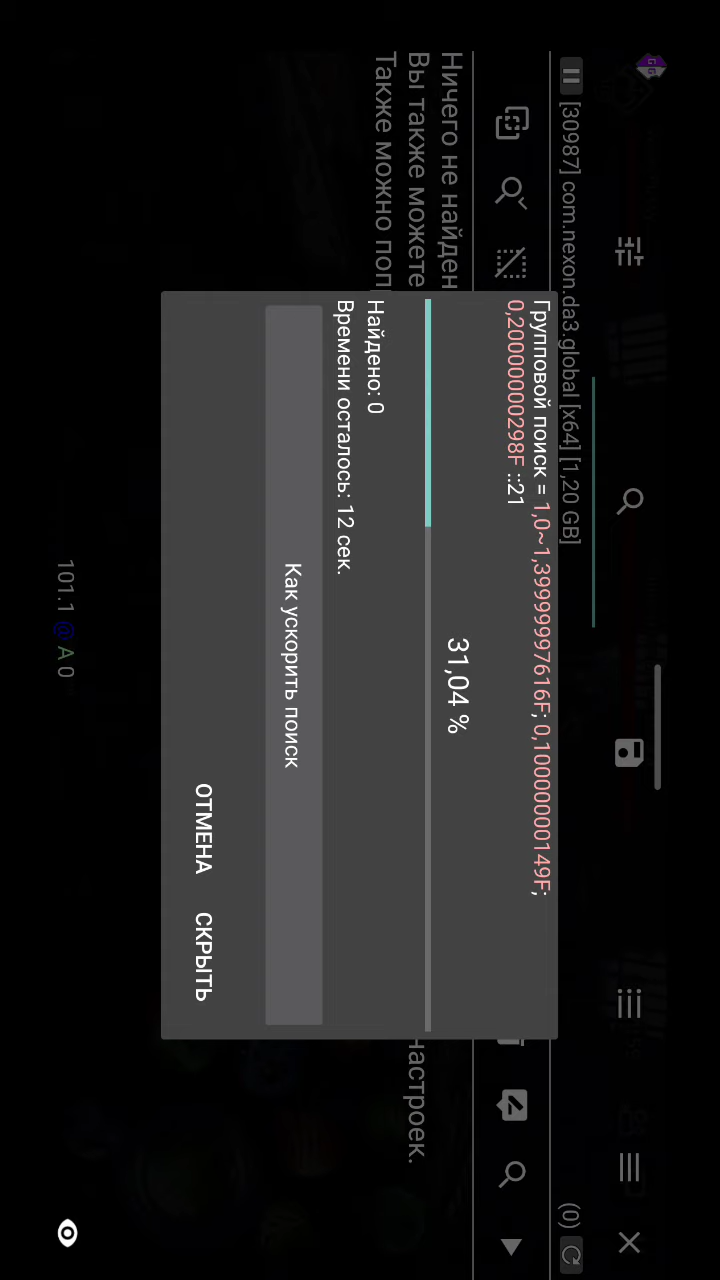 [30987] com.nexon.da3.global [x64] [1,20 GB]
(0)
Ничего не найден
Вы также можете
настроек.
Также можно поп
Групповой поиск = 1,0~1,39999997616F; 0,10000000149F;
0,20000000298F ::21
31,04 %
Найдено: 0
Времени осталось: 12 сек.
Как ускорить поиск
ОТМЕНА СКРЫТЬ
101.1 @ A 0